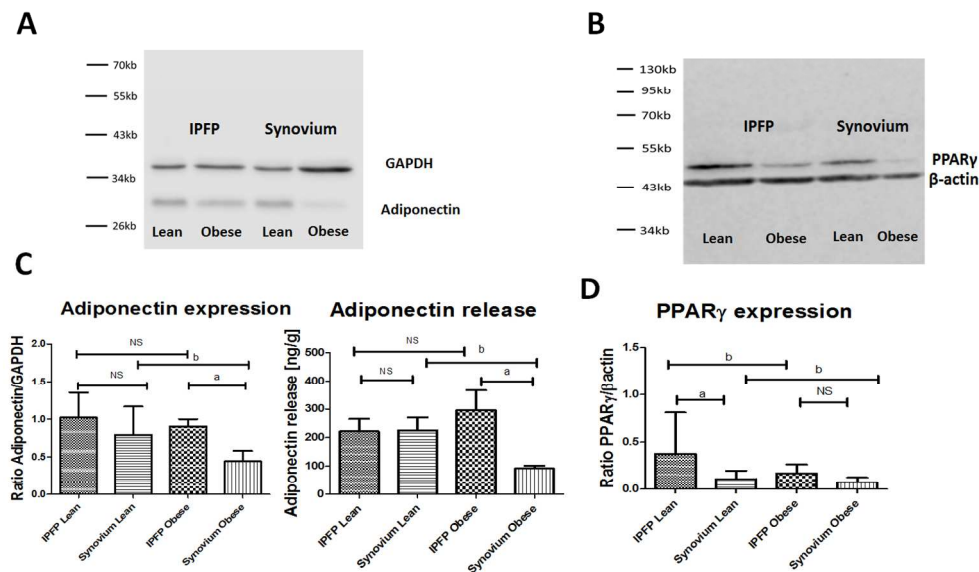 A
70kb
55kb
43kb
34kb
26kb
IPFP Synovium
GAPDH
Adiponectin
Lean Obese Lean Obese
B
130kb
95kb
70kb
55kb
43kb
34kb
IPFP Synovium
PPARγ
β-actin
Lean Obese Lean Obese
C
Adiponectin expression
Ratio Adiponectin/GAPDH
2.0
1.5
1.0
0.5
0.0
NS
b
NS
a
IPFP Lean
Synovium Lean
IPFP Obese
Synovium Obese
Adiponectin release
Adiponectin release [ng/g]
500
400
300
200
100
0
NS
b
NS
a
IPFP Lean
Synovium Lean
IPFP Obese
Synovium Obese
D
PPARγ expression
Ratio PPARγ/βactin
1.5
1.0
0.5
0.0
b
b
a
NS
IPFP Lean
Synovium Lean
IPFP Obese
Synovium Obese